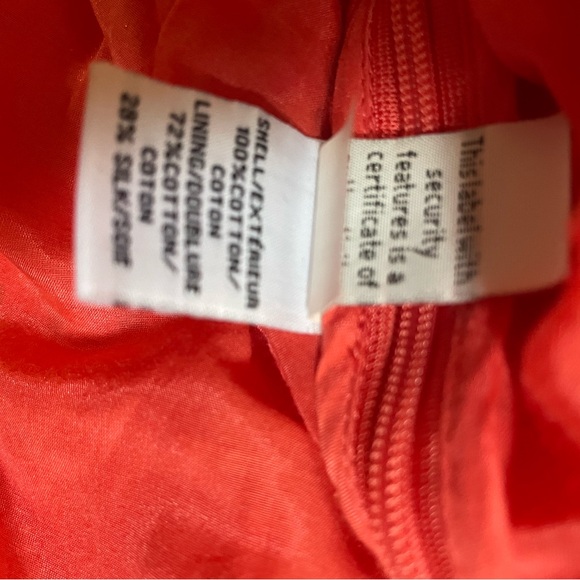 SHELL/EXTÉRIEUR
100%COTTON/
COTON
LINING/DOUBLURE
72%COTTON/
COTON
28% SILK/SOIE
This label with
security
features is a
certificate of